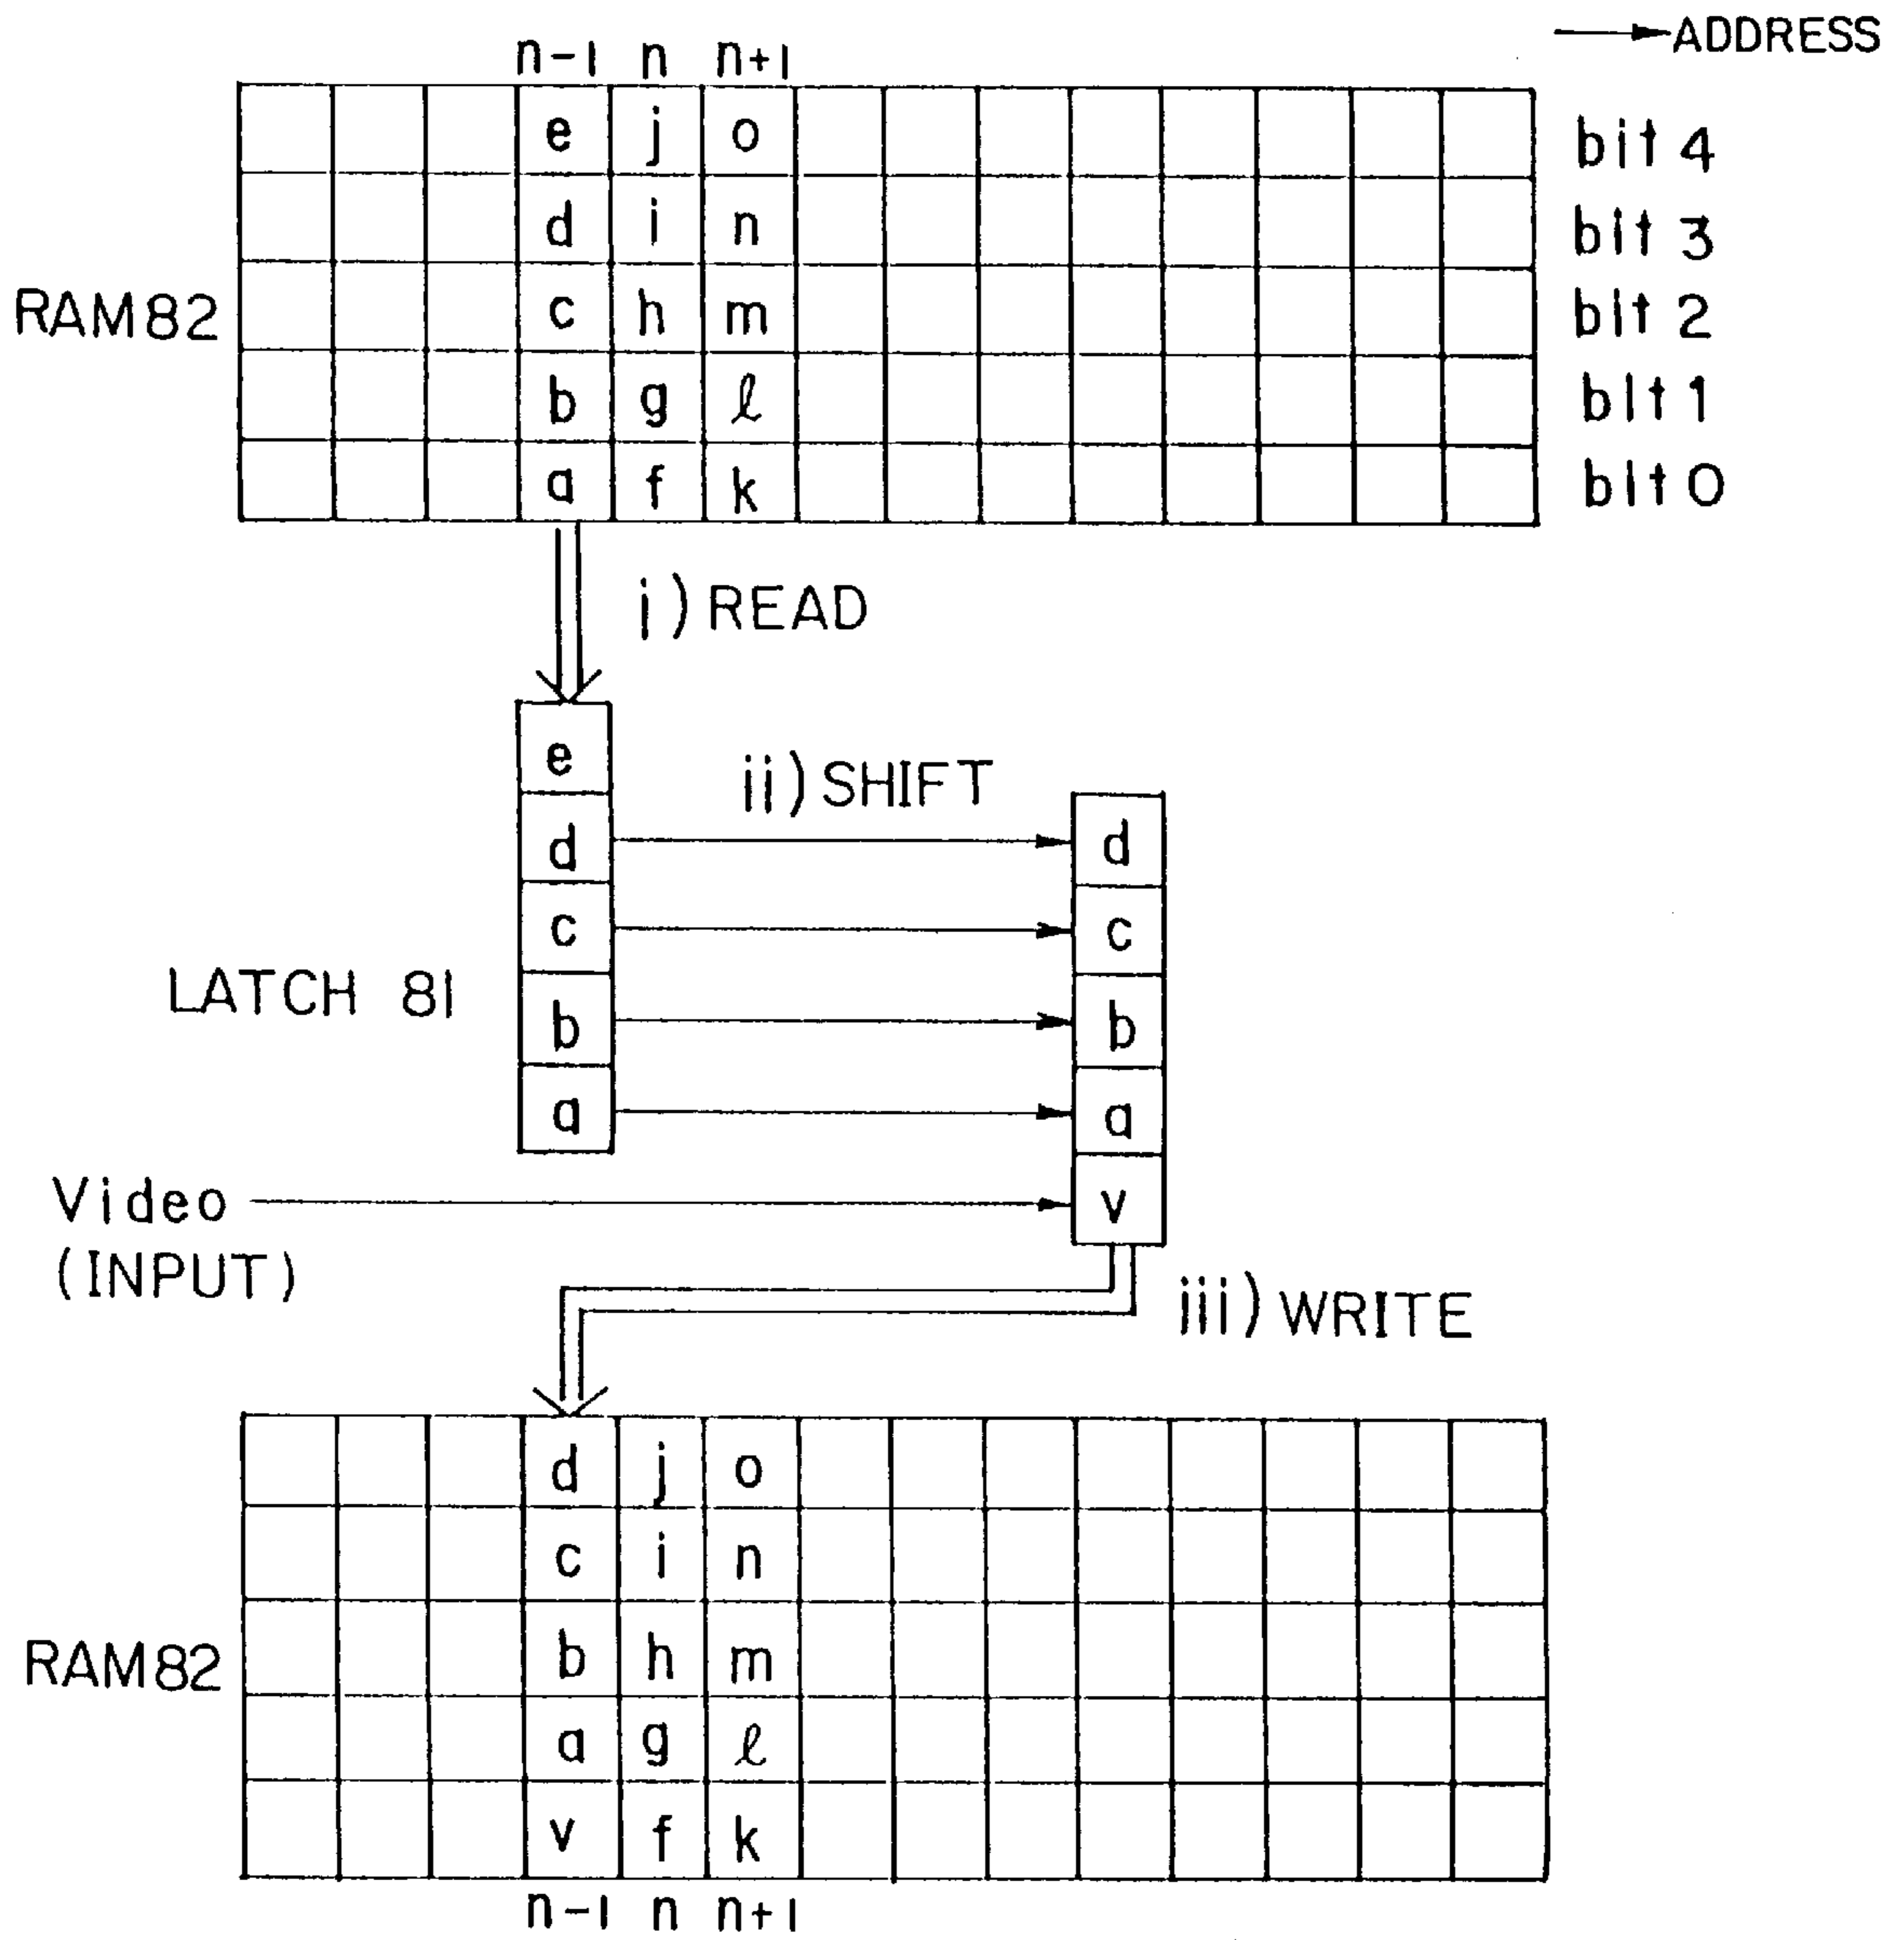 →ADDRESS
n-1 n n+1
e j o bit 4
d i n bit 3
RAM82 c h m bit 2
b g ℓ bit 1
a f k bit 0
i) READ
e
ii) SHIFT
d d
c c
LATCH 81
b b
a a
Video v
(INPUT)
iii) WRITE
d j o
c i n
RAM82 b h m
a g ℓ
v f k
n-1 n n+1